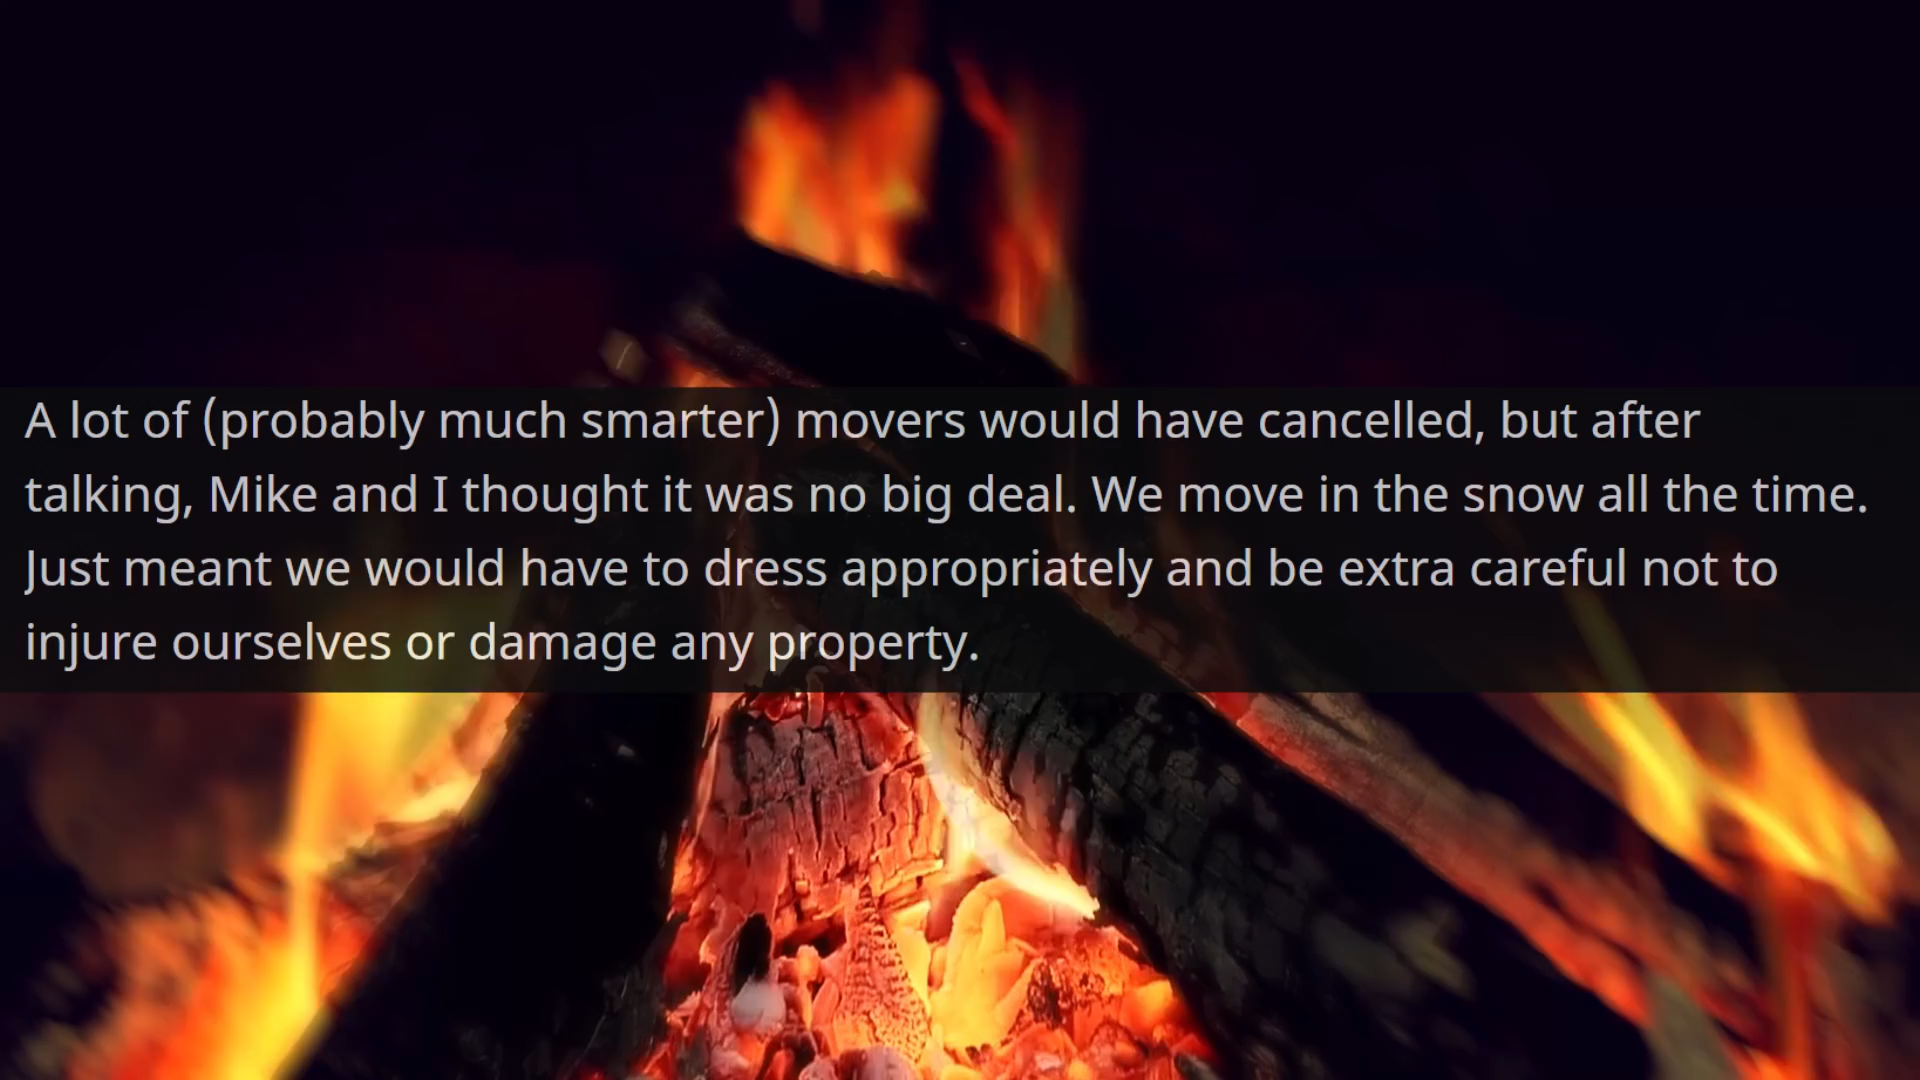 A lot of (probably much smarter) movers would have cancelled, but after
talking, Mike and I thought it was no big deal. We move in the snow all the time.
Just meant we would have to dress appropriately and be extra careful not to
injure ourselves or damage any property.